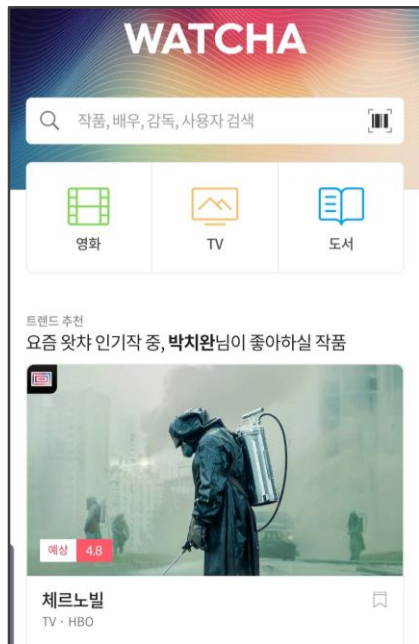 WATCHA
작품, 배우, 감독, 사용자 검색
영화
TV
도서
트렌드 추천
요즘 왓챠 인기작 중, 박치완님이 좋아하실 작품
예상 4.8
체르노빌
TV · HBO